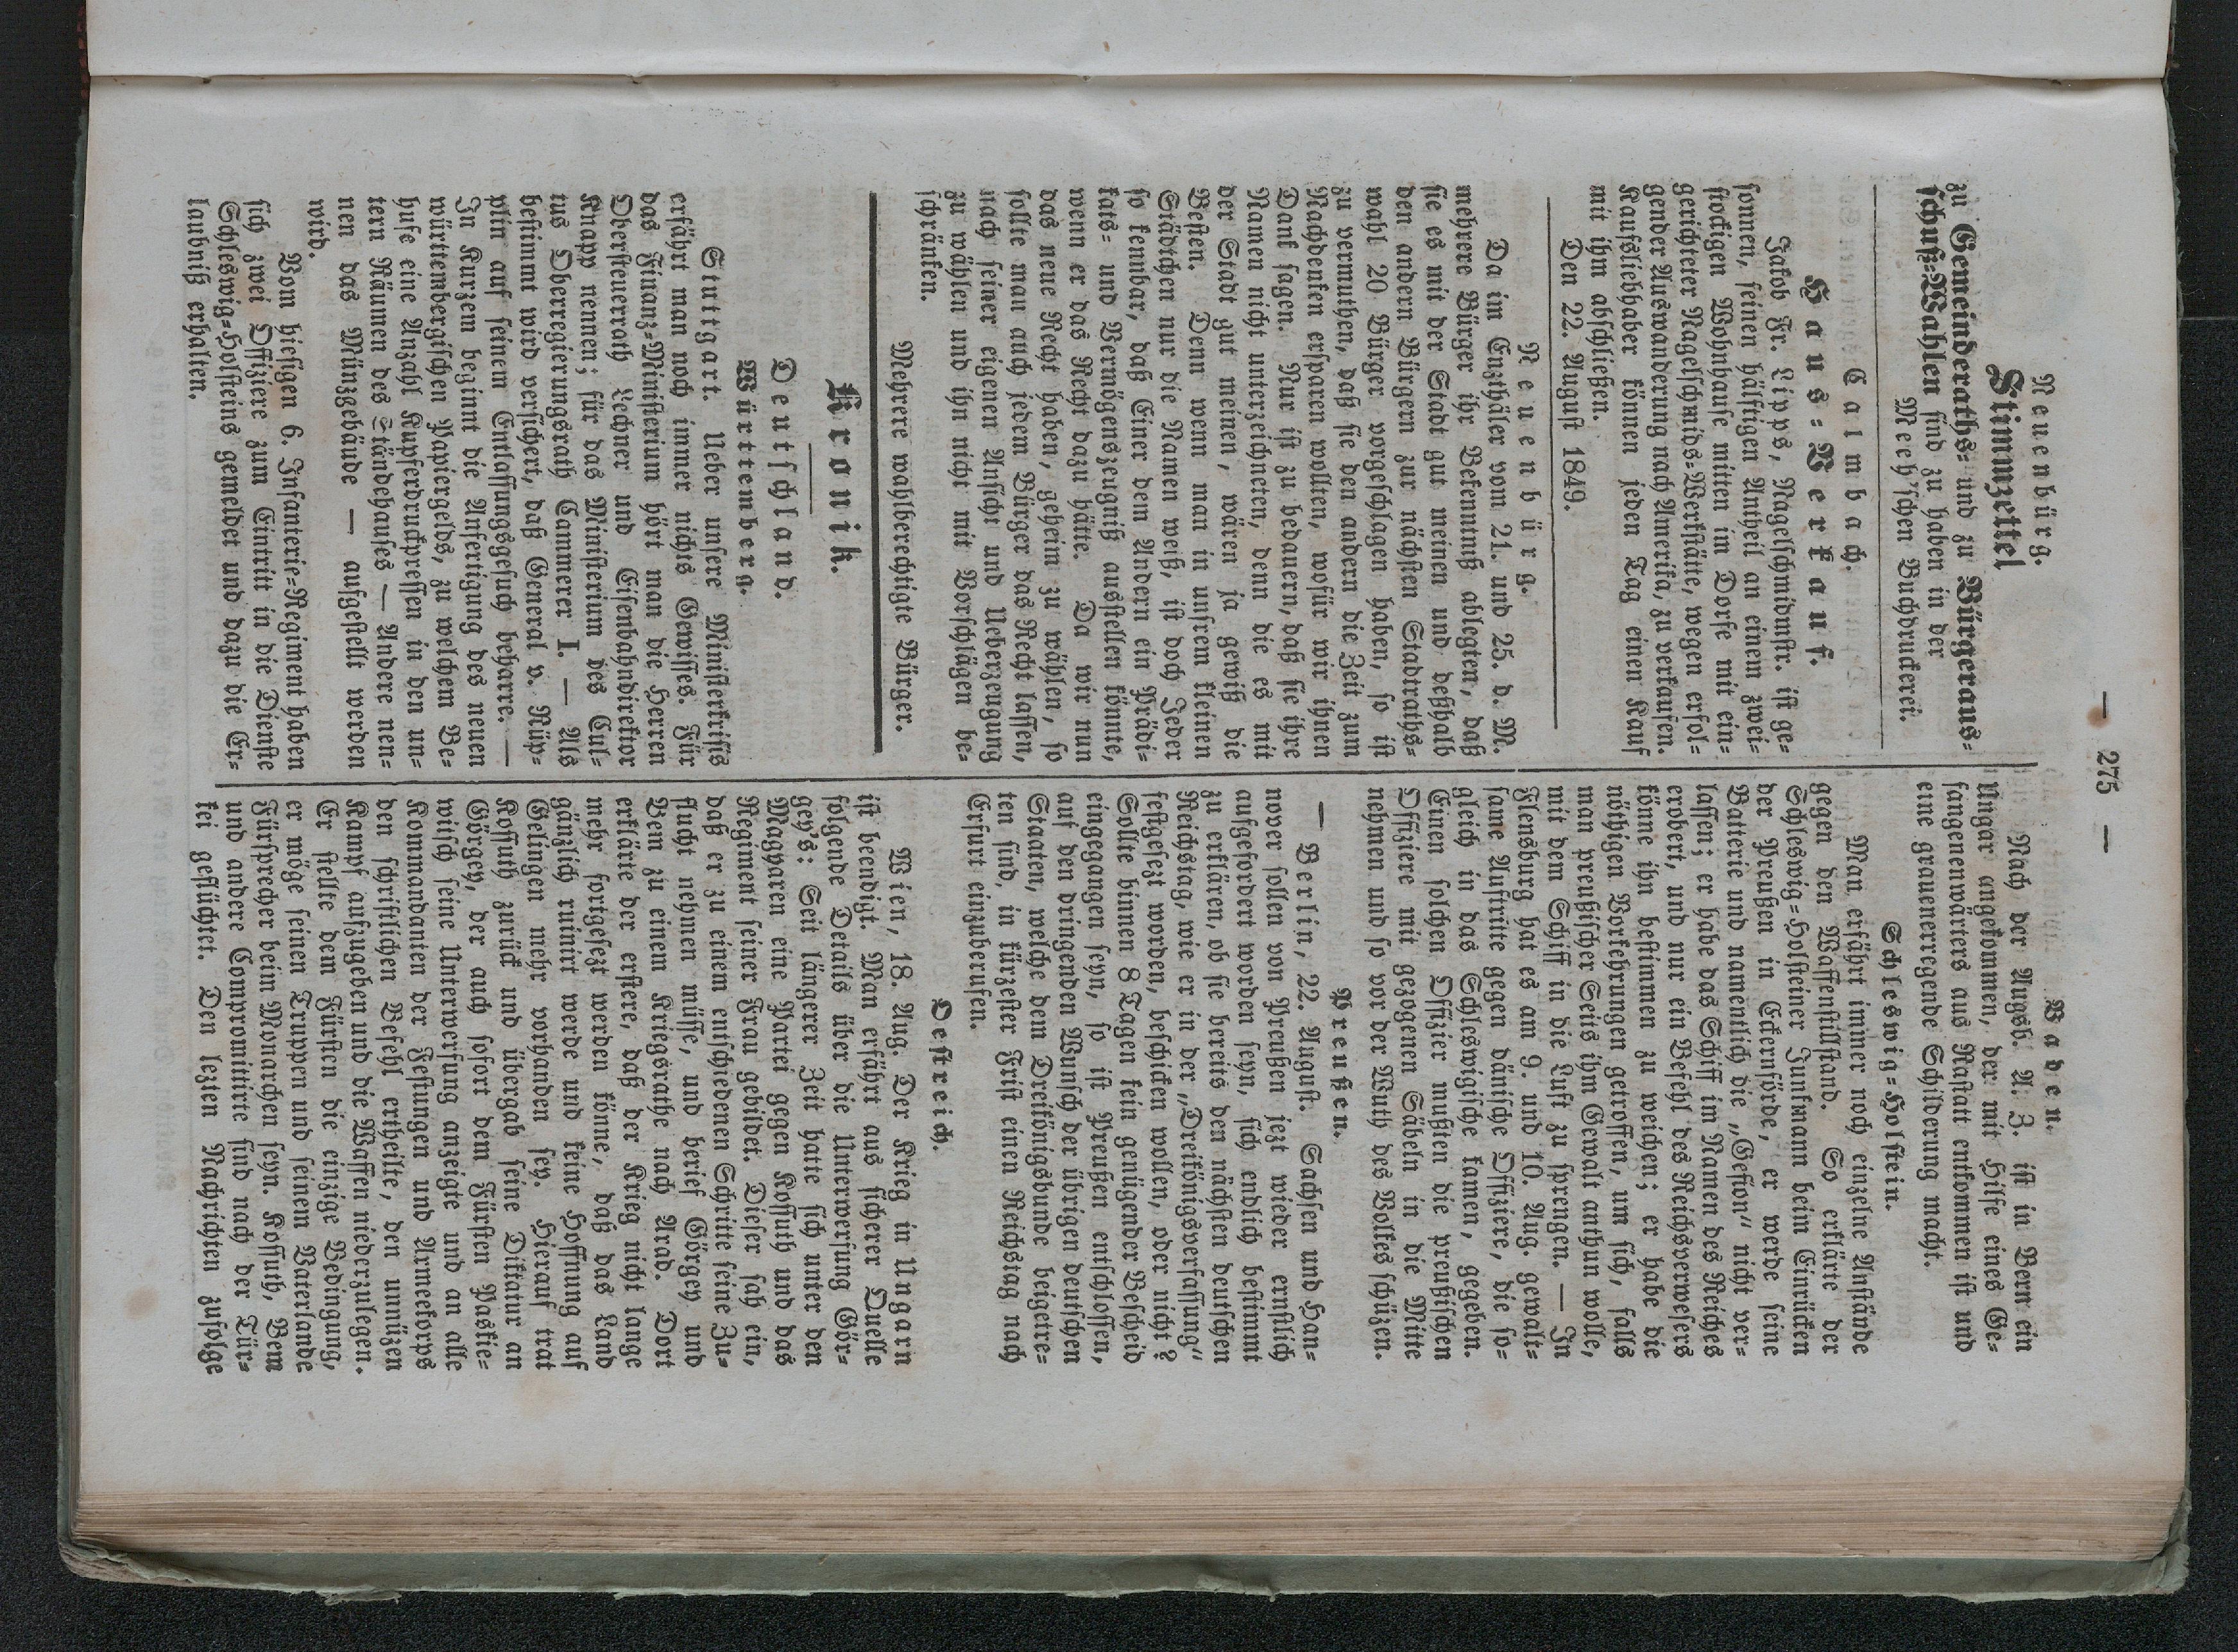 — 275 —
Neuenbürg.
Stimmzettel
zu Gemeinderaths= und zu Bürgeraus=
schuß=Wahlen sind zu haben in der
Meeh'schen Buchdruckerei.
Calmbach.
Haus=Verkauf.
Jakob Fr. Lipps, Nagelschmidmstr. ist ge=
sonnen, seinen hälftigen Antheil an einem zwei=
stockigen Wohnhause mitten im Dorfe mit ein=
gerichteter Nagelschmids=Werkstätte, wegen erfol=
gender Auswanderung nach Amerika, zu verkaufen.
Kaufsliebhaber können jeden Tag einen Kauf
mit ihm abschließen.
Den 22. August 1849.
Neuenbürg.
Da im Enzthäler vom 21. und 25. d. M.
mehrere Bürger ihr Bekenntniß ablegten, daß
sie es mit der Stadt gut meinen und deßhalb
den andern Bürgern zur nächsten Stadtraths=
wahl 20 Bürger vorgeschlagen haben, so ist
zu vermuthen, daß sie den andern die Zeit zum
Nachdenken ersparen wollten, wofür wir ihnen
Dank sagen. Nur ist zu bedauern, daß sie ihre
Namen nicht unterzeichneten, denn die es mit
der Stadt gut meinen, wären ja gewiß die
Besten. Denn wenn man in unsrem kleinen
Städtchen nur die Namen weiß, ist doch Jeder
so kennbar, daß Einer dem Andern ein Prädi=
kats= und Vermögenszeugniß ausstellen könnte,
wenn er das Recht dazu hätte. Da wir nun
das neue Recht haben, geheim zu wählen, so
sollte man auch jedem Bürger das Recht lassen,
nach seiner eigenen Ansicht und Ueberzeugung
zu wählen und ihn nicht mit Vorschlägen be=
schränken.
Mehrere wahlberechtigte Bürger.
Kronik.
Deutschland.
Württemberg.
Stuttgart. Ueber unsere Ministerkrisis
erfährt man noch immer nichts Gewisses. Für
das Finanz=Ministerium hört man die Herren
Obersteuerrath Lechner und Eisenbahndirektor
Knapp nennen; für das Ministerium des Cul=
tus Oberregierungsrath Cammerer I. — Als
bestimmt wird versichert, daß General v. Rüp=
plin auf seinem Entlassungsgesuch beharre. —
In Kurzem beginnt die Anfertigung des neuen
württembergischen Papiergelds, zu welchem Be=
hufe eine Anzahl Kupferdruckpressen in den un=
tern Räumen des Ständehauses — Andere nen=
nen das Münzgebäude — aufgestellt werden
wird.
Vom hiesigen 6. Infanterie=Regiment haben
sich zwei Offiziere zum Eintritt in die Dienste
Schleswig=Holsteins gemeldet und dazu die Er=
laubniß erhalten.
Baden.
Nach der Augsb. A. Z. ist in Bern ein
Ungar angekommen, der mit Hilfe eines Ge=
fangenenwärters aus Rastatt entkommen ist und
eine grauenerregende Schilderung macht.
Schleswig=Holstein.
Man erfährt immer noch einzelne Anstände
gegen den Waffenstillstand. So erklärte der
Schleswig=Holsteiner Junkmann beim Einrücken
der Preußen in Eckernförde, er werde seine
Batterie und namentlich die „Gefion" nicht ver=
lassen; er habe das Schiff im Namen des Reiches
erobert, und nur ein Befehl des Reichsverwesers
könne ihn bestimmen zu weichen; er habe die
nöthigen Vorkehrungen getroffen, um sich, falls
man preußischer Seits ihm Gewalt anthun wolle,
mit dem Schiff in die Luft zu sprengen. — In
Flensburg hat es am 9. und 10. Aug. gewalt=
same Auftritte gegen dänische Offiziere, die so=
gleich in das Schleswigische kamen, gegeben.
Einen solchen Offizier mußten die preußischen
Offiziere mit gezogenen Säbeln in die Mitte
nehmen und so vor der Wuth des Volkes schützen.
Preußen.
— Berlin, 22. August. Sachsen und Han=
nover sollen von Preußen jezt wieder ernstlich
aufgefordert worden seyn, sich endlich bestimmt
zu erklären, ob sie bereits den nächsten deutschen
Reichstag, wie er in der „Dreikönigsverfassung"
festgesezt worden, beschicken wollen, oder nicht?
Sollte binnen 8 Tagen kein genügender Bescheid
eingegangen seyn, so ist Preußen entschlossen,
auf den dringenden Wunsch der übrigen deutschen
Staaten, welche dem Dreikönigsbunde beigetre=
ten sind, in kürzester Frist einen Reichstag nach
Erfurt einzuberufen.
Oestreich.
Wien, 18. Aug. Der Krieg in Ungarn
ist beendigt. Man erfährt aus sicherer Quelle
folgende Details über die Unterwerfung Gör=
gey's: Seit längerer Zeit hatte sich unter den
Magyaren eine Partei gegen Kossuth und das
Regiment seiner Frau gebildet. Dieser sah ein,
daß er zu einem entschiedenen Schritte seine Zu=
flucht nehmen müsse, und berief Görgey und
Bem zu einem Kriegsrathe nach Arad. Dort
erklärte der erstere, daß der Krieg nicht lange
mehr fortgesezt werden könne, daß das Land
gänzlich ruinirt werde und keine Hoffnung auf
Gelingen mehr vorhanden sey. Hierauf trat
Kossuth zurück und übergab seine Diktatur an
Görgey, der auch sofort dem Fürsten Paskie=
witsch seine Unterwerfung anzeigte und an alle
Kommandanten der Festungen und Armeekorps
den schriftlichen Befehl ertheilte, den unnützen
Kampf aufzugeben und die Waffen niederzulegen.
Er stellte dem Fürsten die einzige Bedingung,
er möge seinen Truppen und seinem Vaterlande
Fürsprecher beim Monarchen seyn. Kossuth, Bem
und andere Compromittirte sind nach der Tür=
kei geflüchtet. Den lezten Nachrichten zufolge